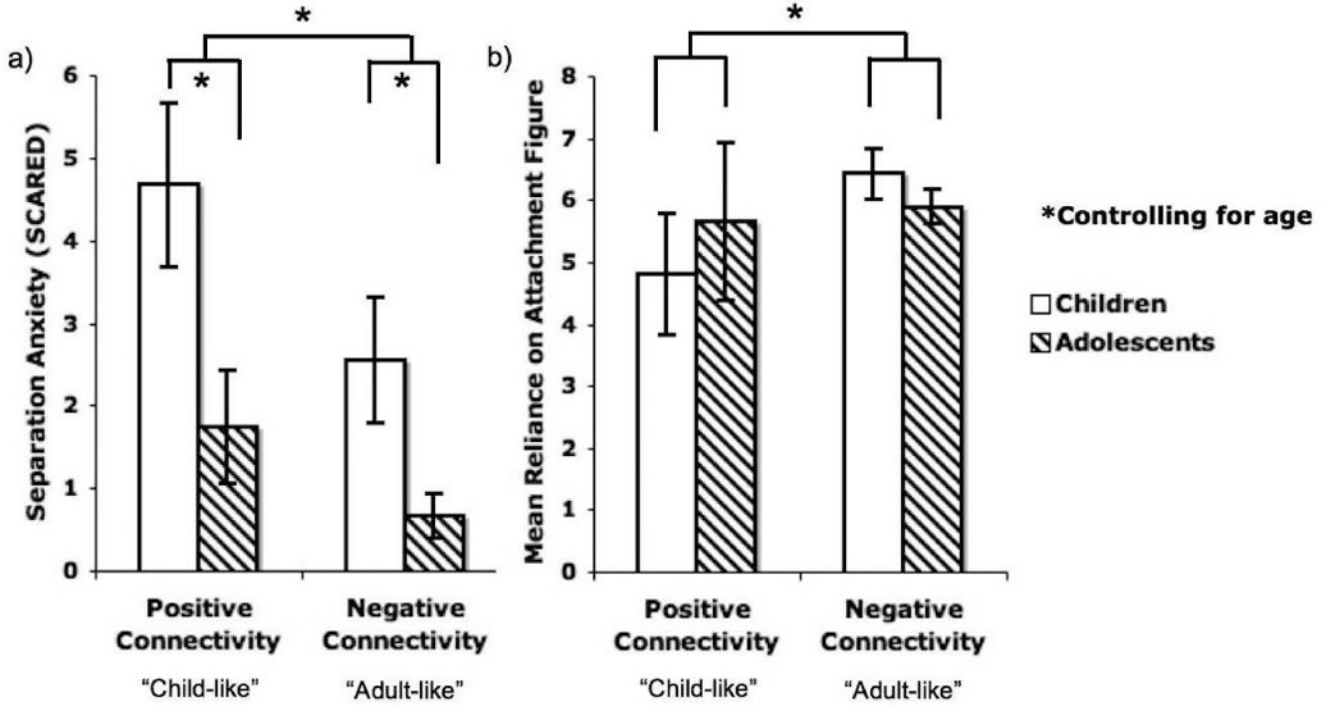 a)
*
*
*
Separation Anxiety (SCARED)
6
5
4
3
2
1
0
Positive
Connectivity
"Child-like"
Negative
Connectivity
"Adult-like"
b)
*
Mean Reliance on Attachment Figure
8
7
6
5
4
3
2
1
0
Positive
Connectivity
"Child-like"
Negative
Connectivity
"Adult-like"
*Controlling for age
Children
Adolescents